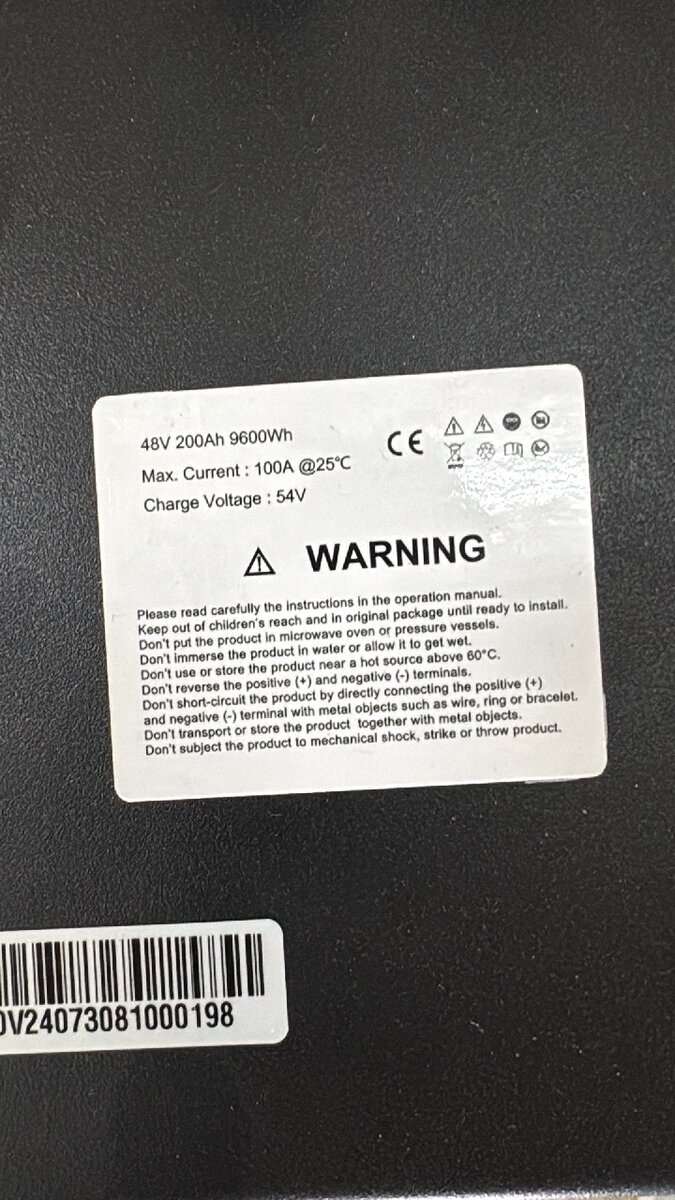 48V 200Ah 9600Wh
Max. Current : 100A @25℃
Charge Voltage : 54V
CE
WARNING
Please read carefully the instructions in the operation manual.
Keep out of children's reach and in original package until ready to install.
Don't put the product in microwave oven or pressure vessels.
Don't immerse the product in water or allow it to get wet.
Don't use or store the product near a hot source above 60°C.
Don't reverse the positive (+) and negative (-) terminals.
Don't short-circuit the product by directly connecting the positive (+)
and negative (-) terminal with metal objects such as wire, ring or bracelet.
Don't transport or store the product together with metal objects.
Don't subject the product to mechanical shock, strike or throw product.
V24073081000198